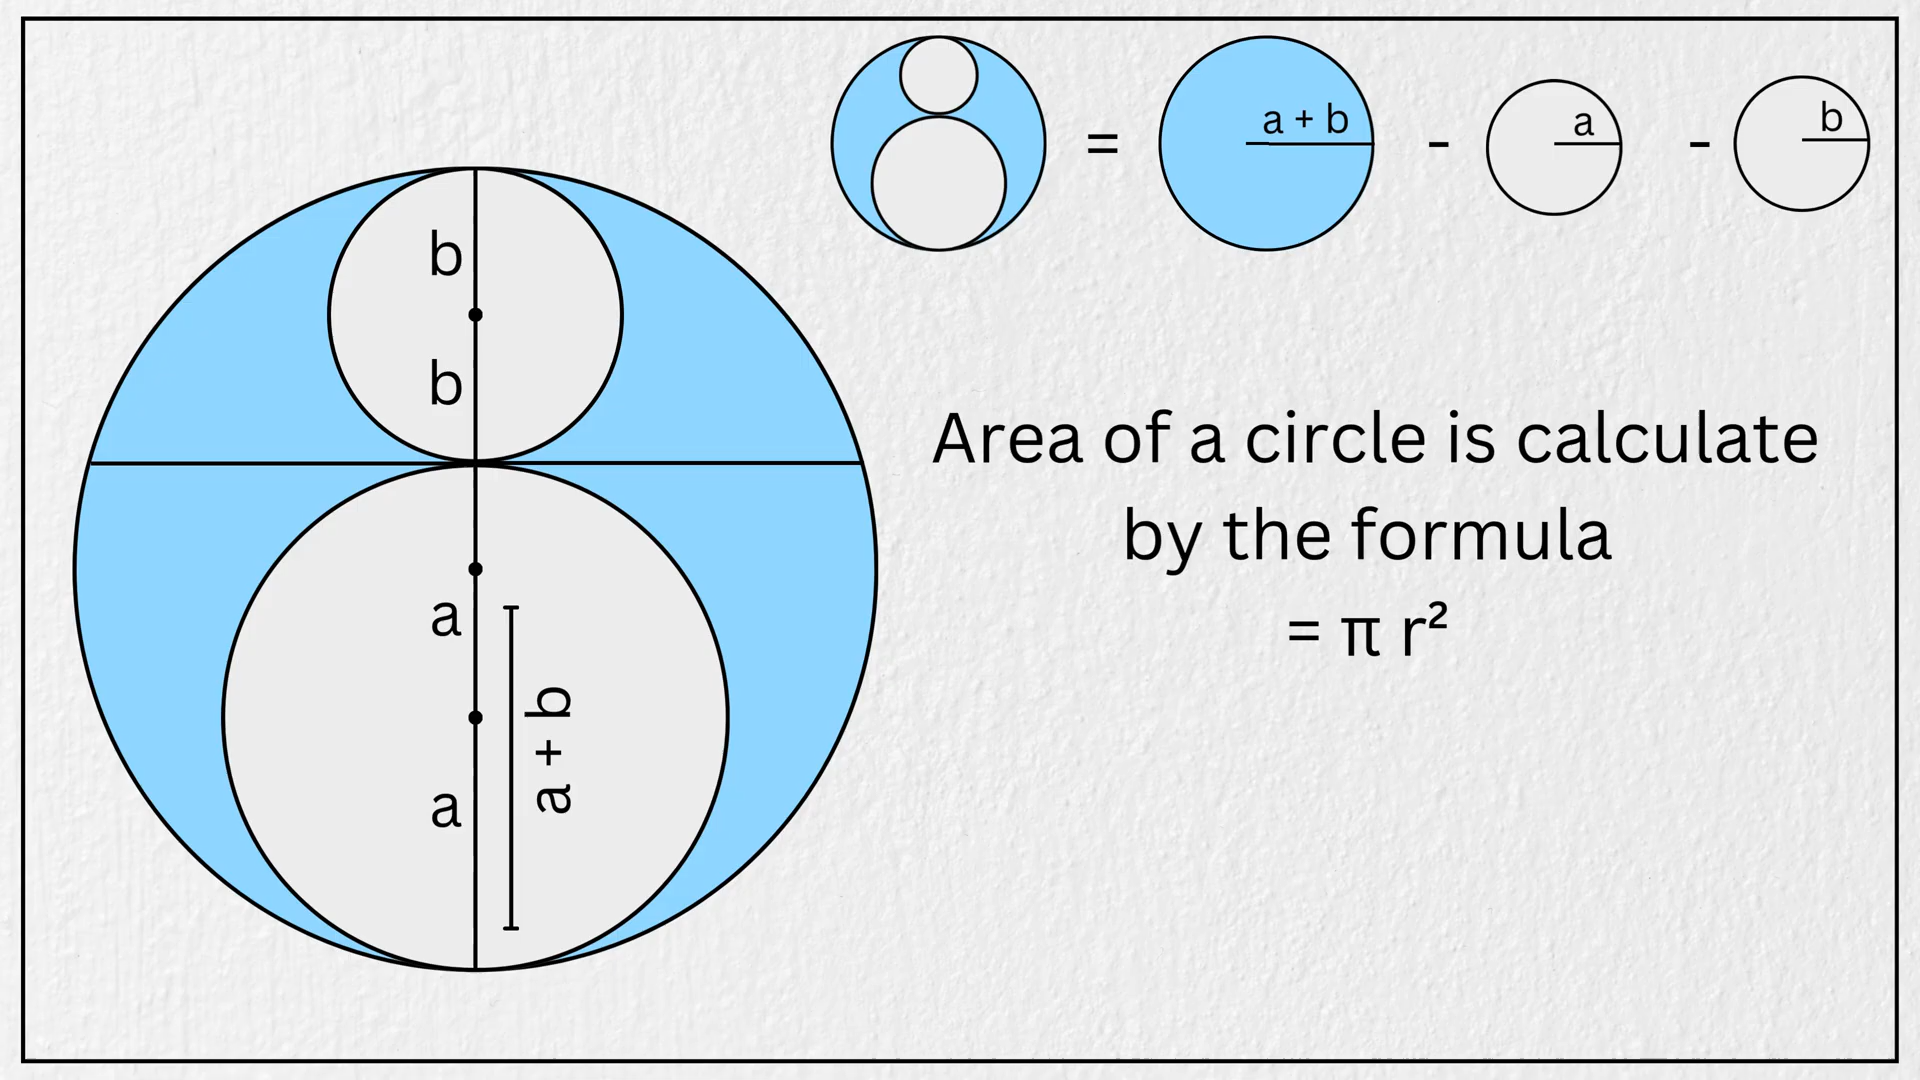 = a + b - a - b
b
b
a
a + b
a
Area of a circle is calculate
by the formula
= π r²